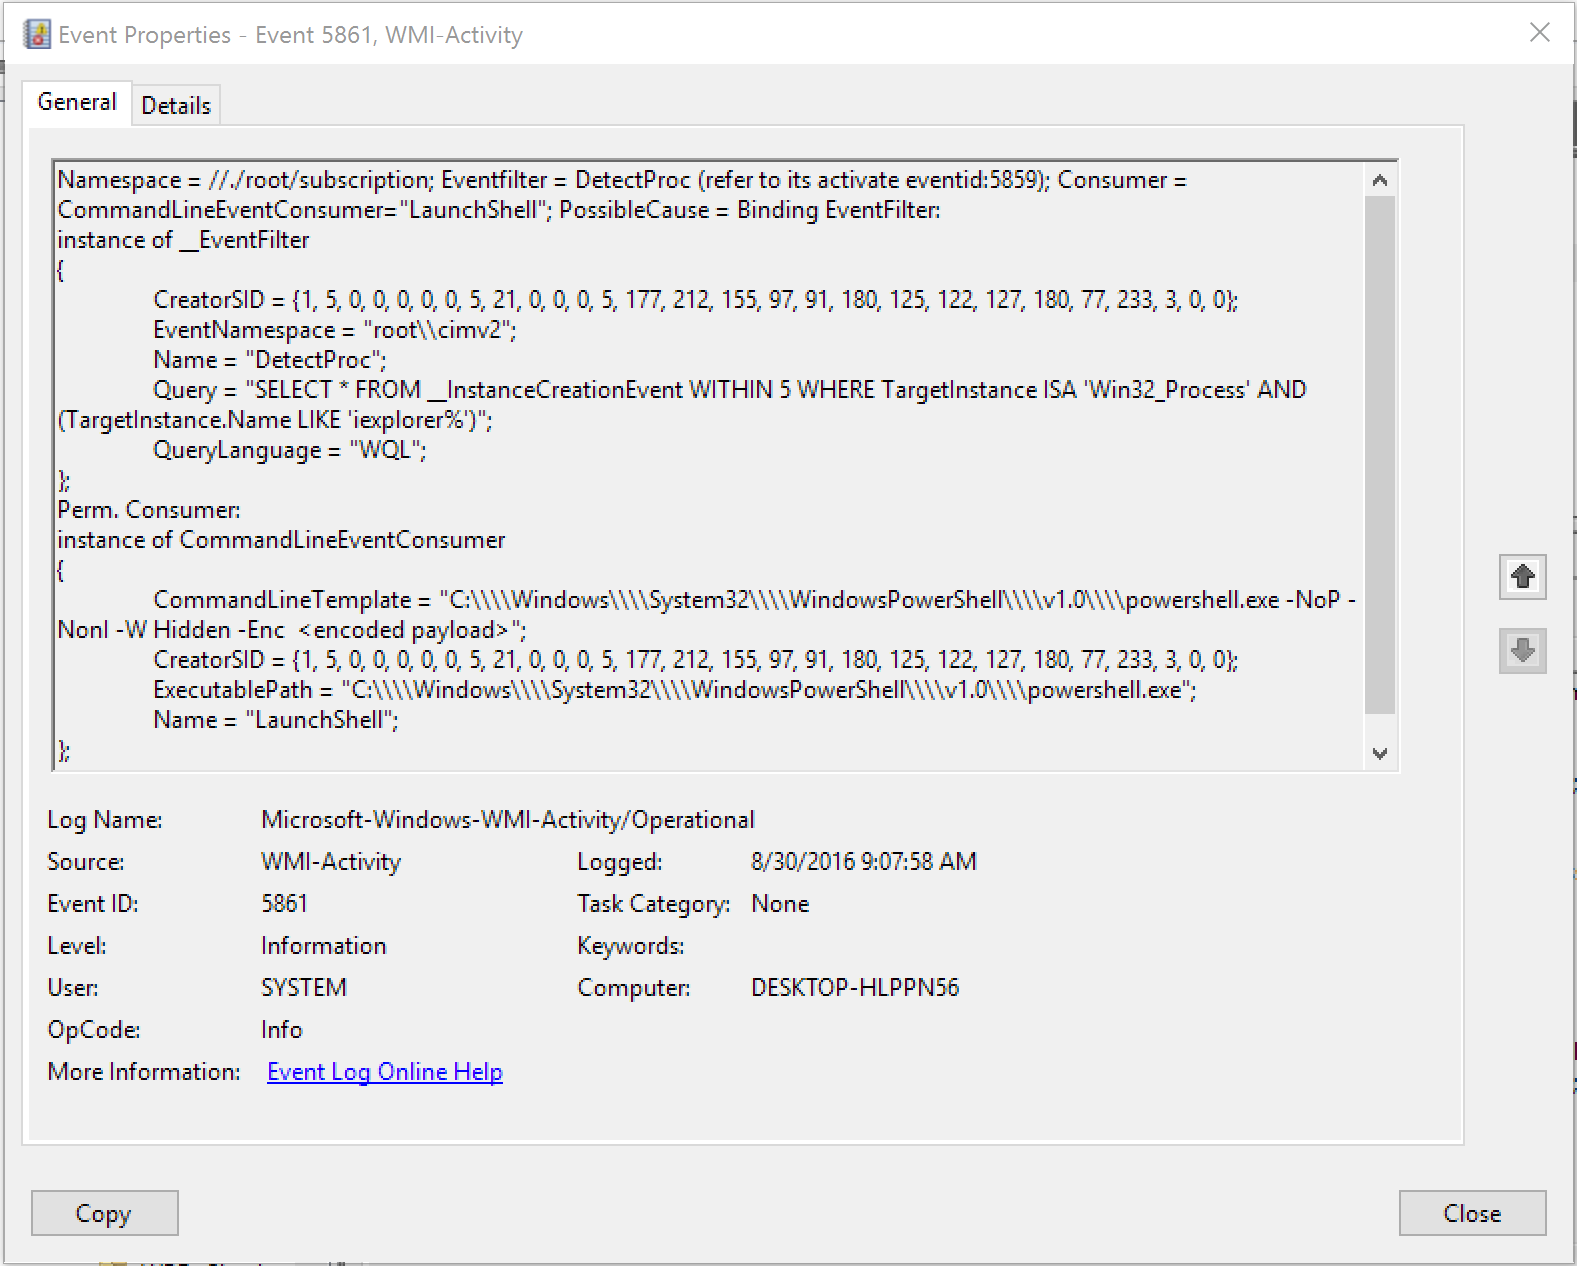 Event Properties - Event 5861, WMI-Activity
General
Details
Namespace = //./root/subscription; Eventfilter = DetectProc (refer to its activate eventid:5859); Consumer =
CommandLineEventConsumer="LaunchShell"; PossibleCause = Binding EventFilter:
instance of __EventFilter
{
CreatorSID = {1, 5, 0, 0, 0, 0, 0, 5, 21, 0, 0, 0, 5, 177, 212, 155, 97, 91, 180, 125, 122, 127, 180, 77, 233, 3, 0, 0};
EventNamespace = "root\\cimv2";
Name = "DetectProc";
Query = "SELECT * FROM __InstanceCreationEvent WITHIN 5 WHERE TargetInstance ISA 'Win32_Process' AND
(TargetInstance.Name LIKE 'iexplorer%')";
QueryLanguage = "WQL";
};
Perm. Consumer:
instance of CommandLineEventConsumer
{
CommandLineTemplate = "C:\\\\Windows\\\\System32\\\\WindowsPowerShell\\\\v1.0\\\\powershell.exe -NoP -
NonI -W Hidden -Enc  <encoded payload>";
CreatorSID = {1, 5, 0, 0, 0, 0, 0, 5, 21, 0, 0, 0, 5, 177, 212, 155, 97, 91, 180, 125, 122, 127, 180, 77, 233, 3, 0, 0};
ExecutablePath = "C:\\\\Windows\\\\System32\\\\WindowsPowerShell\\\\v1.0\\\\powershell.exe";
Name = "LaunchShell";
};
Log Name: Microsoft-Windows-WMI-Activity/Operational
Source: WMI-Activity Logged: 8/30/2016 9:07:58 AM
Event ID: 5861 Task Category: None
Level: Information Keywords:
User: SYSTEM Computer: DESKTOP-HLPPN56
OpCode: Info
More Information: Event Log Online Help
Copy
Close